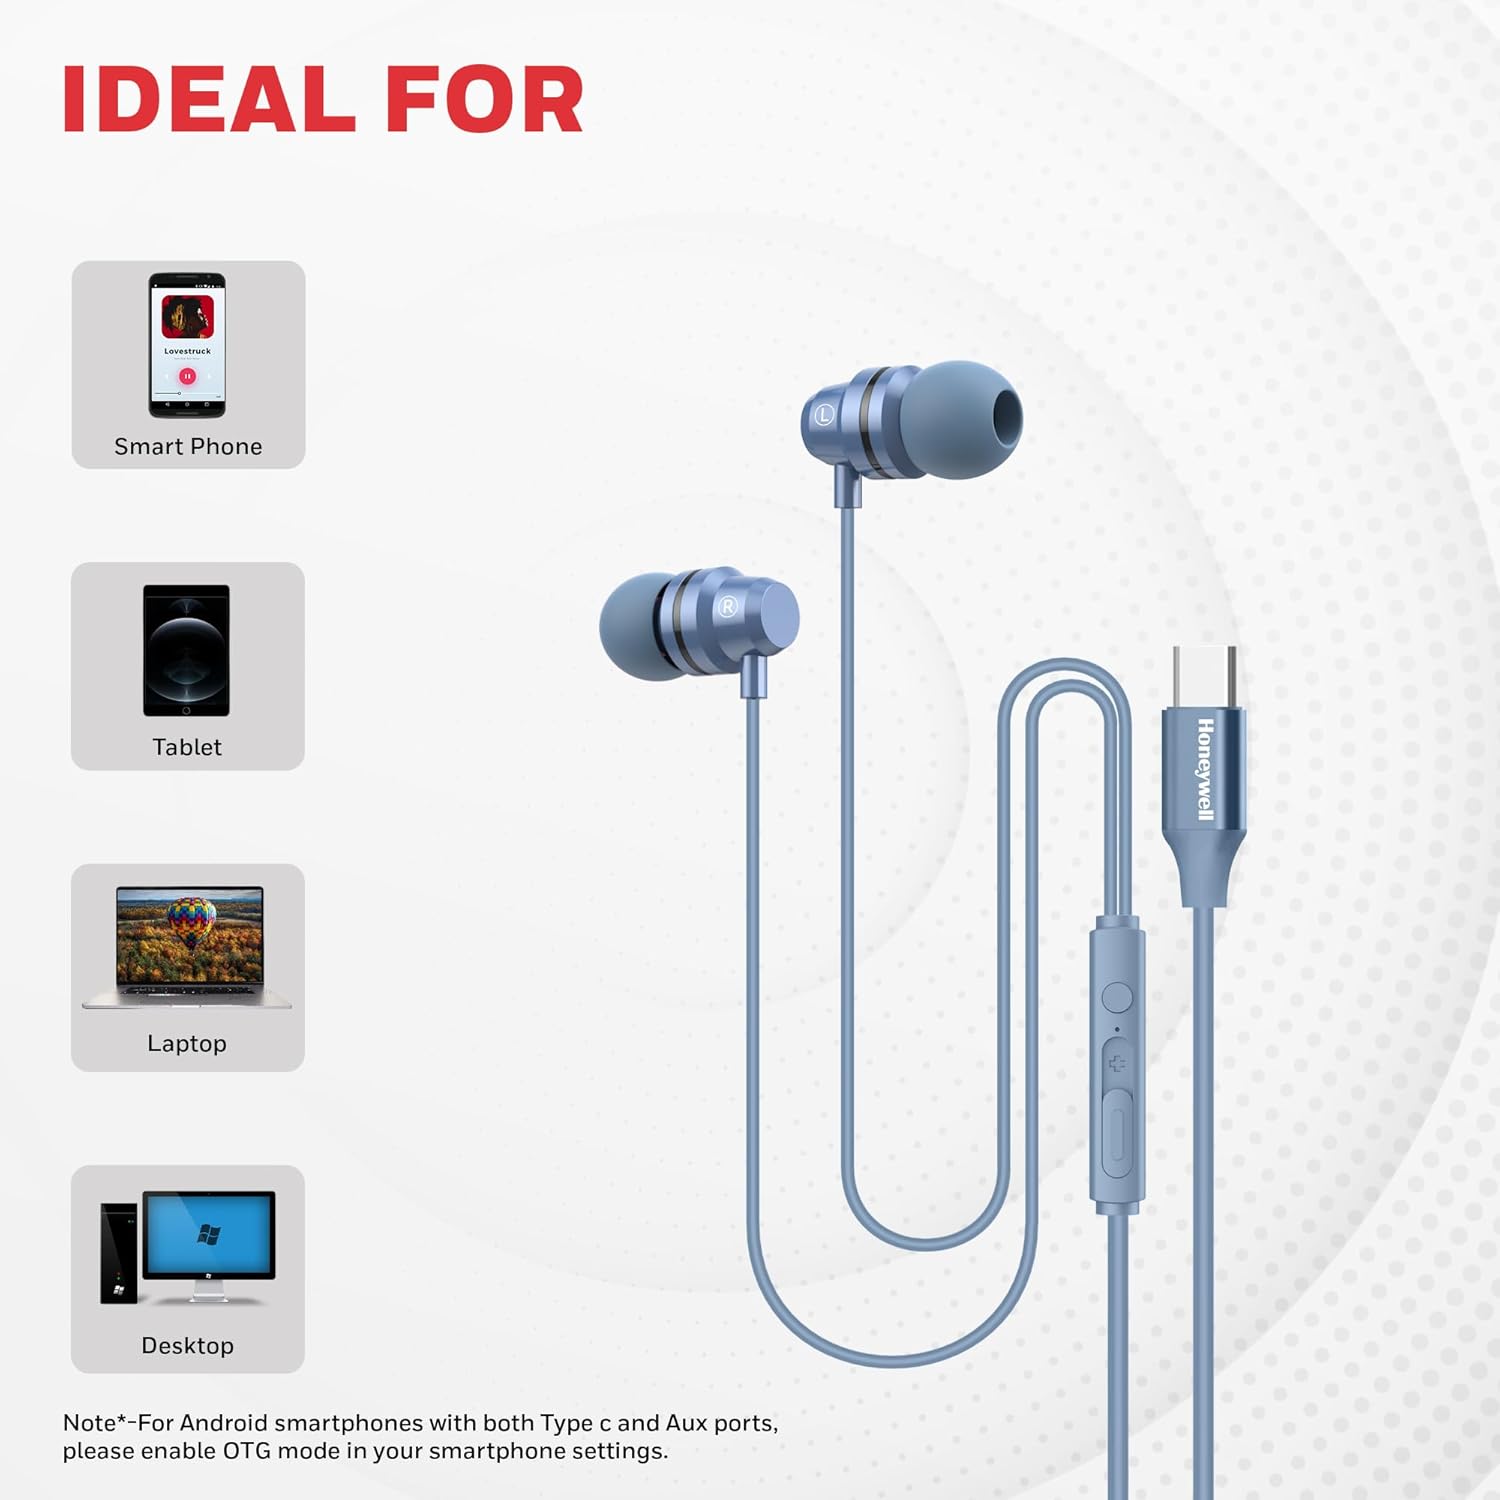 IDEAL FOR
Lovestruck
Smart Phone
Tablet
Laptop
Desktop
L
R
Honeywell
Note*-For Android smartphones with both Type c and Aux ports,
please enable OTG mode in your smartphone settings.